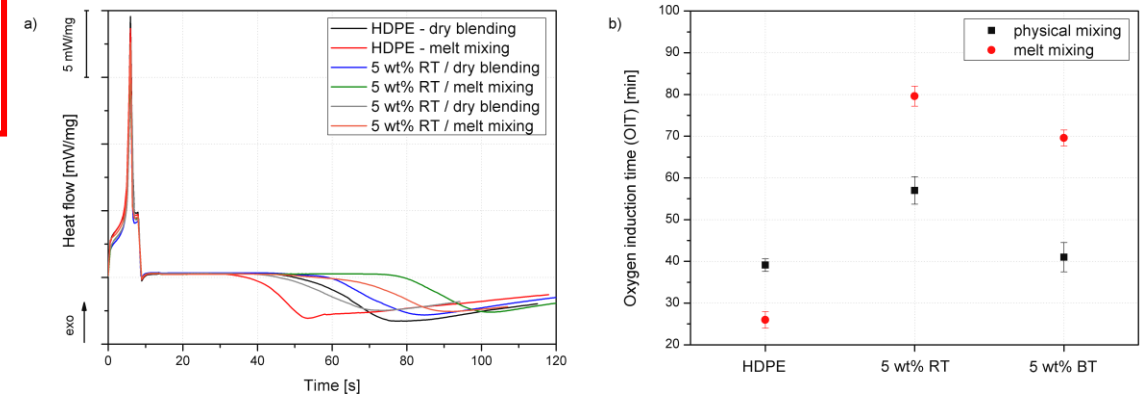 a)
5 mW/mg
HDPE - dry blending
HDPE - melt mixing
5 wt% RT / dry blending
5 wt% RT / melt mixing
5 wt% RT / dry blending
5 wt% RT / melt mixing
Heat flow [mW/mg]
exo
0 20 40 60 80 100 120
Time [s]
b)
physical mixing
melt mixing
Oxygen induction time (OIT) [min]
100
90
80
70
60
50
40
30
20
HDPE 5 wt% RT 5 wt% BT